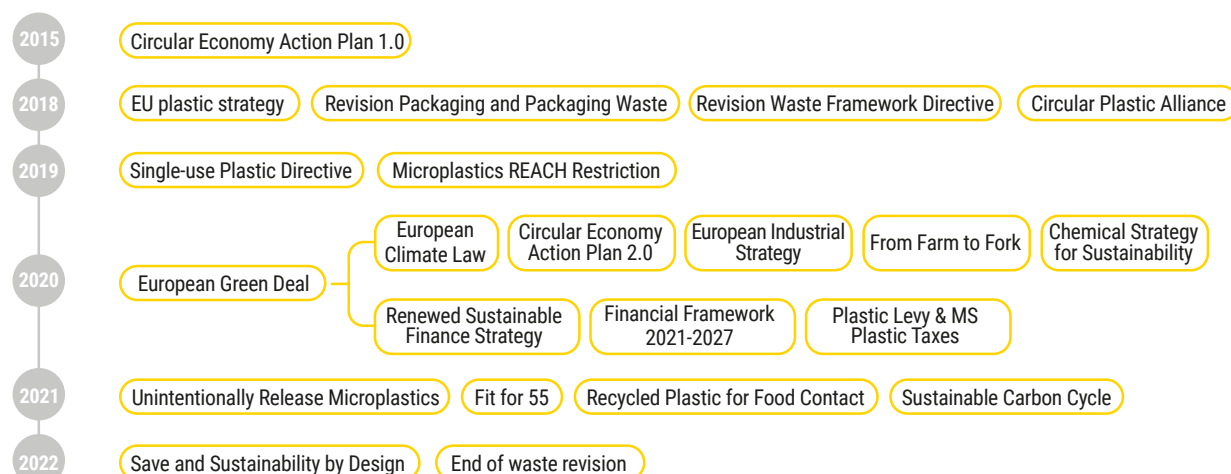 2015
Circular Economy Action Plan 1.0
2018
EU plastic strategy
Revision Packaging and Packaging Waste
Revision Waste Framework Directive
Circular Plastic Alliance
2019
Single-use Plastic Directive
Microplastics REACH Restriction
2020
European Green Deal
European
Climate Law
Circular Economy
Action Plan 2.0
European Industrial
Strategy
From Farm to Fork
Chemical Strategy
for Sustainability
Renewed Sustainable
Finance Strategy
Financial Framework
2021-2027
Plastic Levy & MS
Plastic Taxes
2021
Unintentionally Release Microplastics
Fit for 55
Recycled Plastic for Food Contact
Sustainable Carbon Cycle
2022
Save and Sustainability by Design
End of waste revision